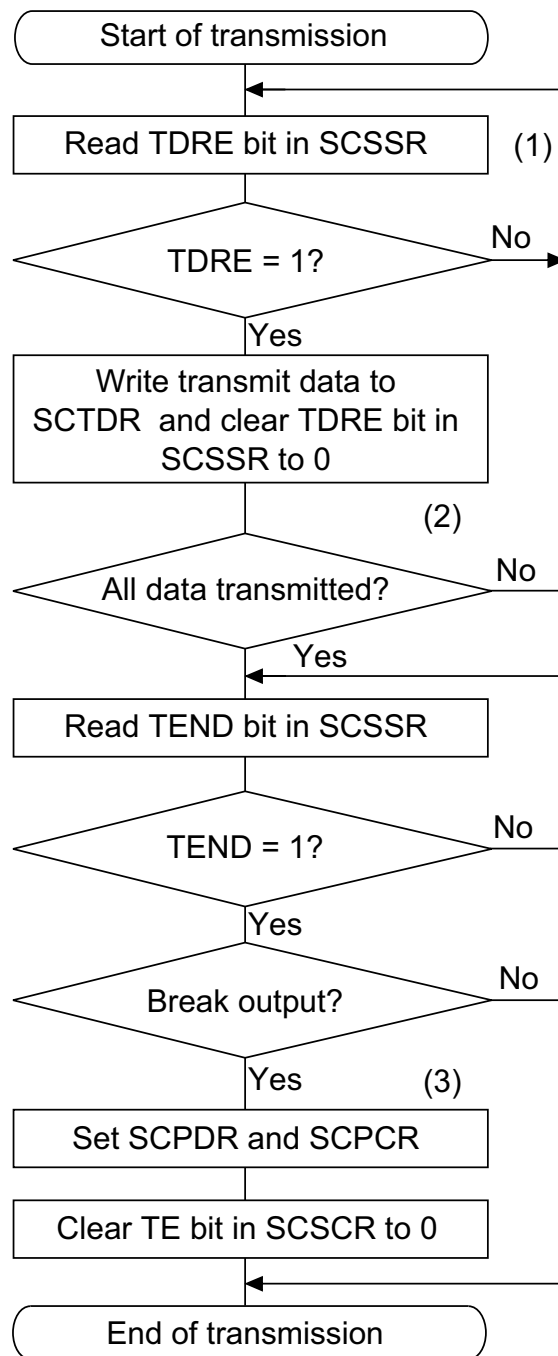 Start of transmission
Read TDRE bit in SCSSR
(1)
TDRE = 1?
No
Yes
Write transmit data to
SCTDR and clear TDRE bit in
SCSSR to 0
(2)
All data transmitted?
No
Yes
Read TEND bit in SCSSR
TEND = 1?
No
Yes
Break output?
No
Yes
(3)
Set SCPDR and SCPCR
Clear TE bit in SCSCR to 0
End of transmission